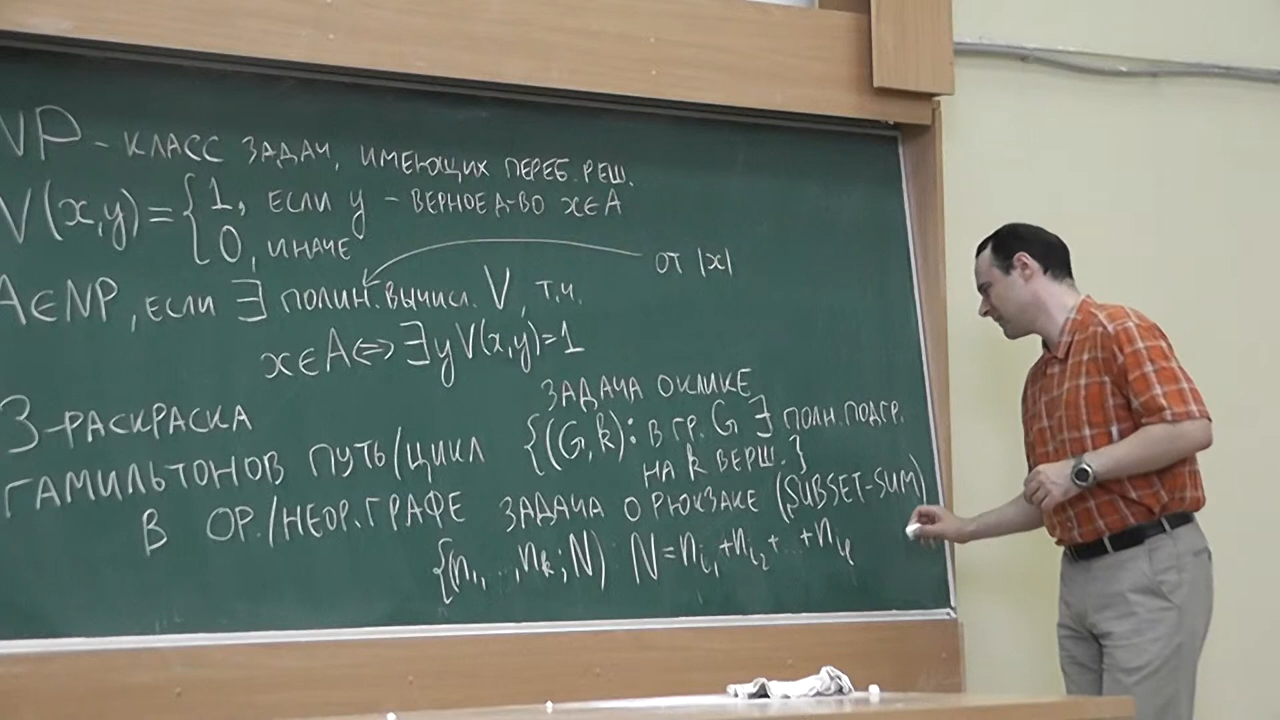 NP - КЛАСС ЗАДАЧ, ИМЕЮЩИХ ПЕРЕБ. РЕШ.
V(x,y) = { 1, ЕСЛИ y - ВЕРНОЕ Д-ВО x∈A
0, ИНАЧЕ
ОТ |x|
A∈NP, ЕСЛИ ∃ ПОЛИН. ВЫЧИСЛ. V, Т.Ч.
x∈A⇔∃y V(x,y)=1
3-РАСКРАСКА
ГАМИЛЬТОНОВ ПУТЬ/ЦИКЛ
В ОР./НЕОР. ГРАФЕ
ЗАДАЧА О КЛИКЕ
{(G,k): В ГР. G ∃ ПОЛН. ПОДГР.
НА k ВЕРШ.}
ЗАДАЧА О РЮКЗАКЕ (SUBSET-SUM)
{(n₁,...,nₖ;N) N=nᵢ₁+nᵢ₂+...+nᵢₗ